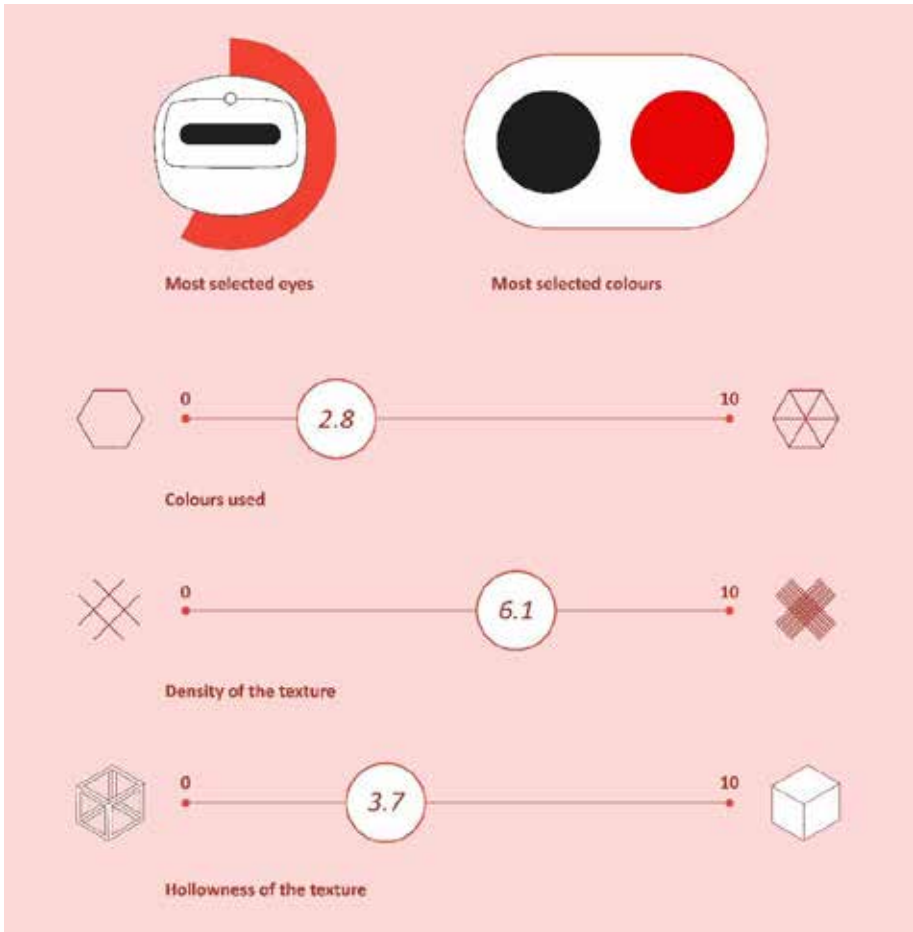 Most selected eyes
Most selected colours
0
10
2.8
Colours used
0
10
6.1
Density of the texture
0
10
3.7
Hollowness of the texture